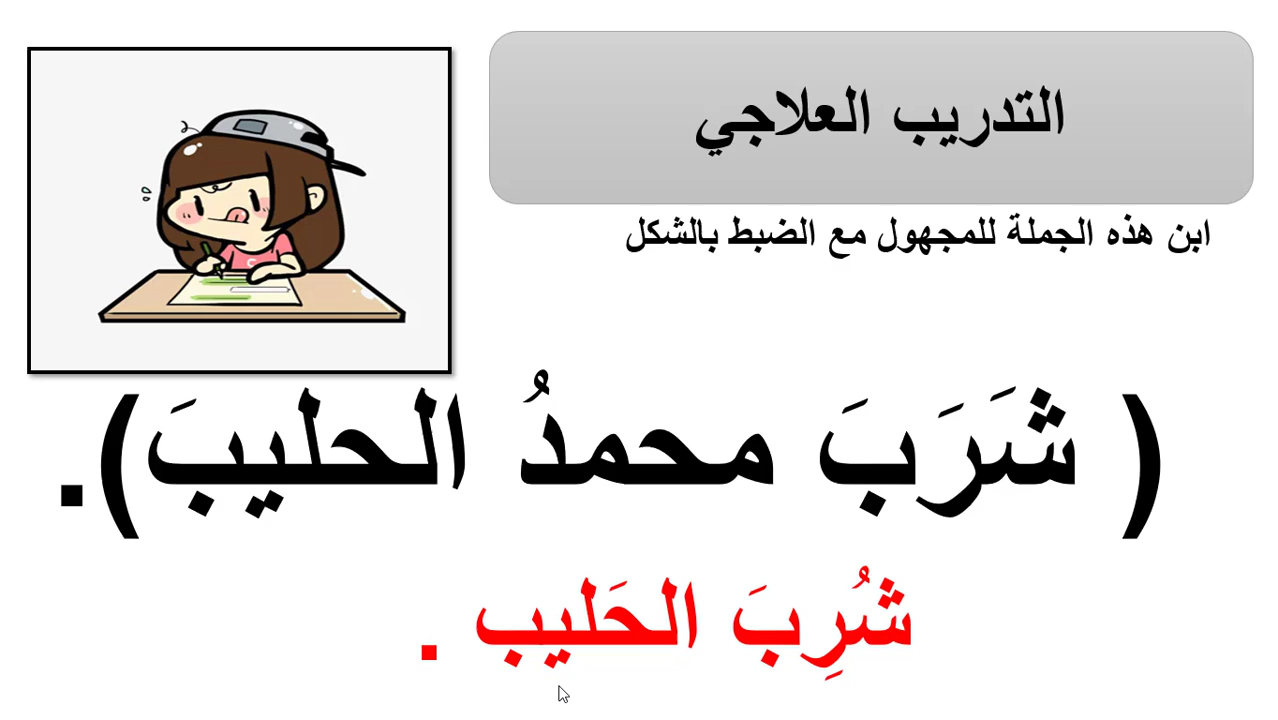 التدريب العلاجي
ابن هذه الجملة للمجهول مع الضبط بالشكل
( شَرَبَ محمدُ الحليبَ).
شُرِبَ الحَليب .